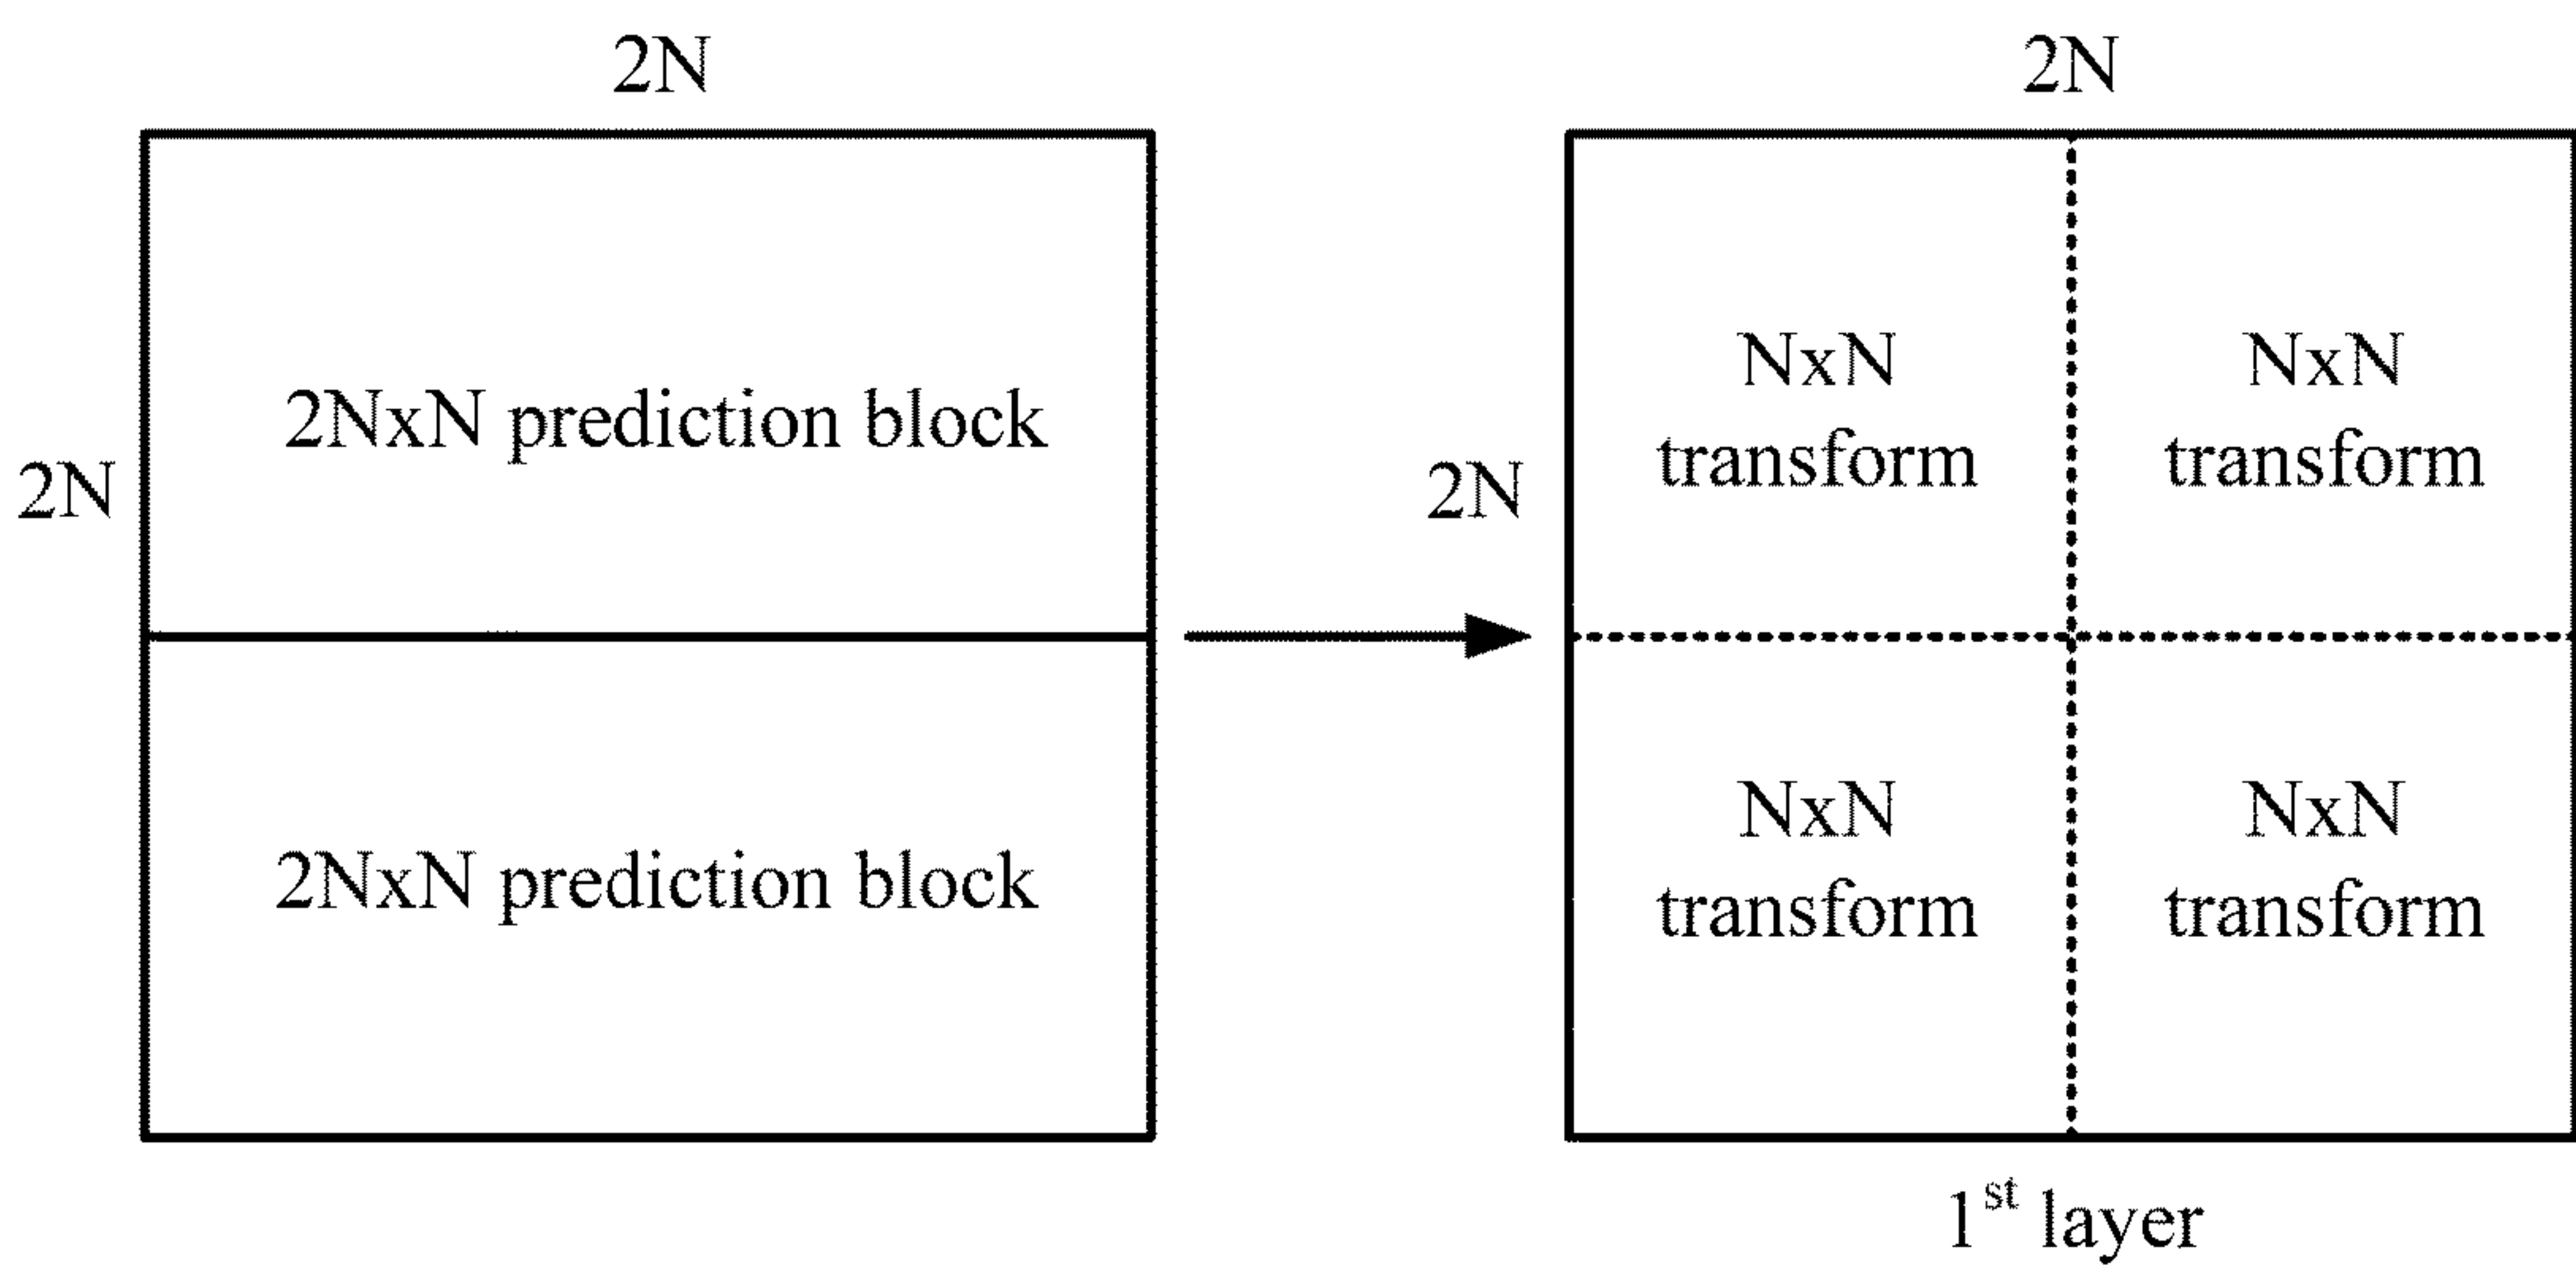 2N
2NxN prediction block
2N
2NxN prediction block
2N
2N
NxN
transform
NxN
transform
NxN
transform
NxN
transform
1st layer